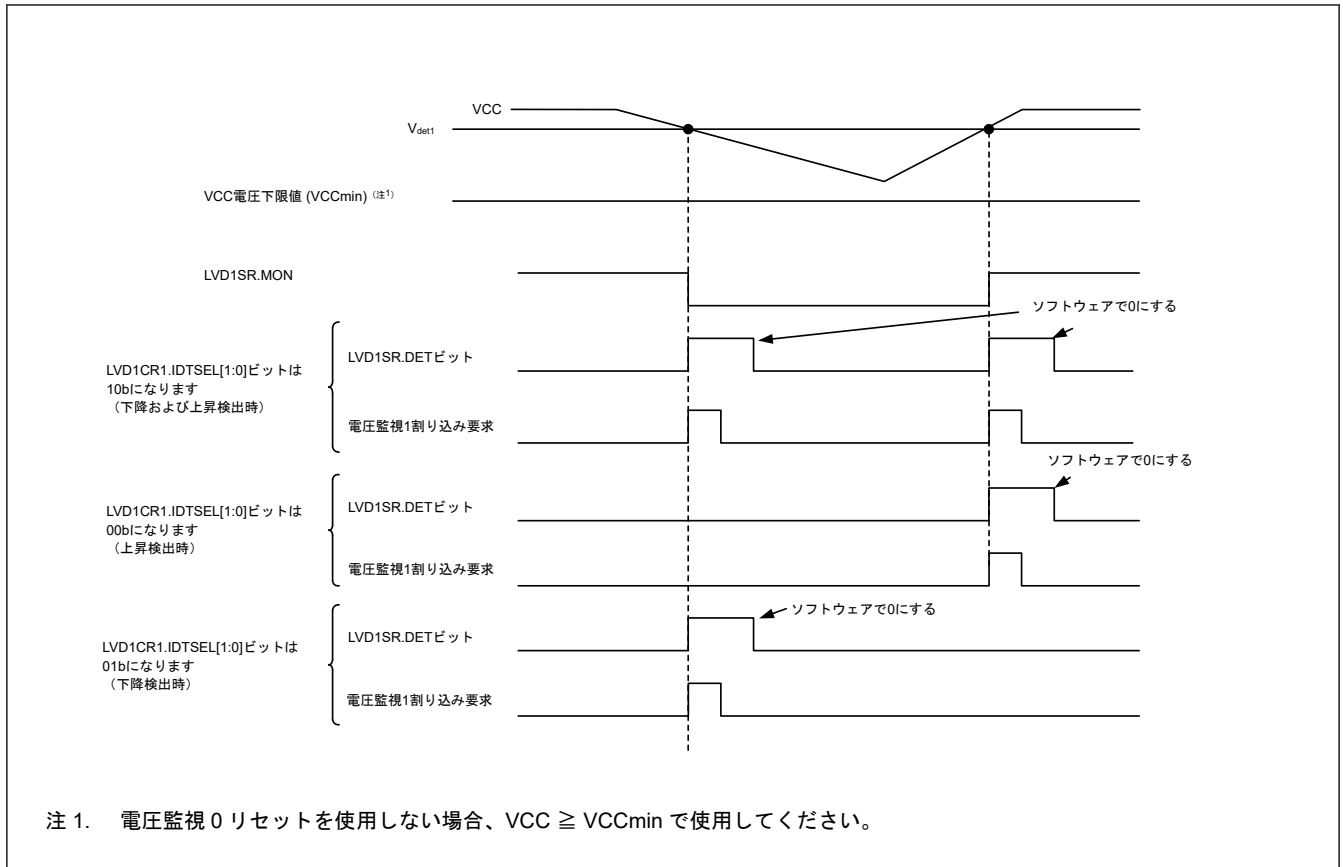 VCC
Vdet1
VCC電圧下限値 (VCCmin) (注1)
LVD1SR.MON
ソフトウェアで0にする
LVD1CR1.IDTSEL[1:0]ビットは
10bになります
(下降および上昇検出時)
LVD1SR.DETビット
電圧監視1割り込み要求
ソフトウェアで0にする
LVD1CR1.IDTSEL[1:0]ビットは
00bになります
(上昇検出時)
LVD1SR.DETビット
電圧監視1割り込み要求
ソフトウェアで0にする
LVD1CR1.IDTSEL[1:0]ビットは
01bになります
(下降検出時)
LVD1SR.DETビット
電圧監視1割り込み要求
注 1. 電圧監視 0 リセットを使用しない場合、VCC ≧ VCCmin で使用してください。